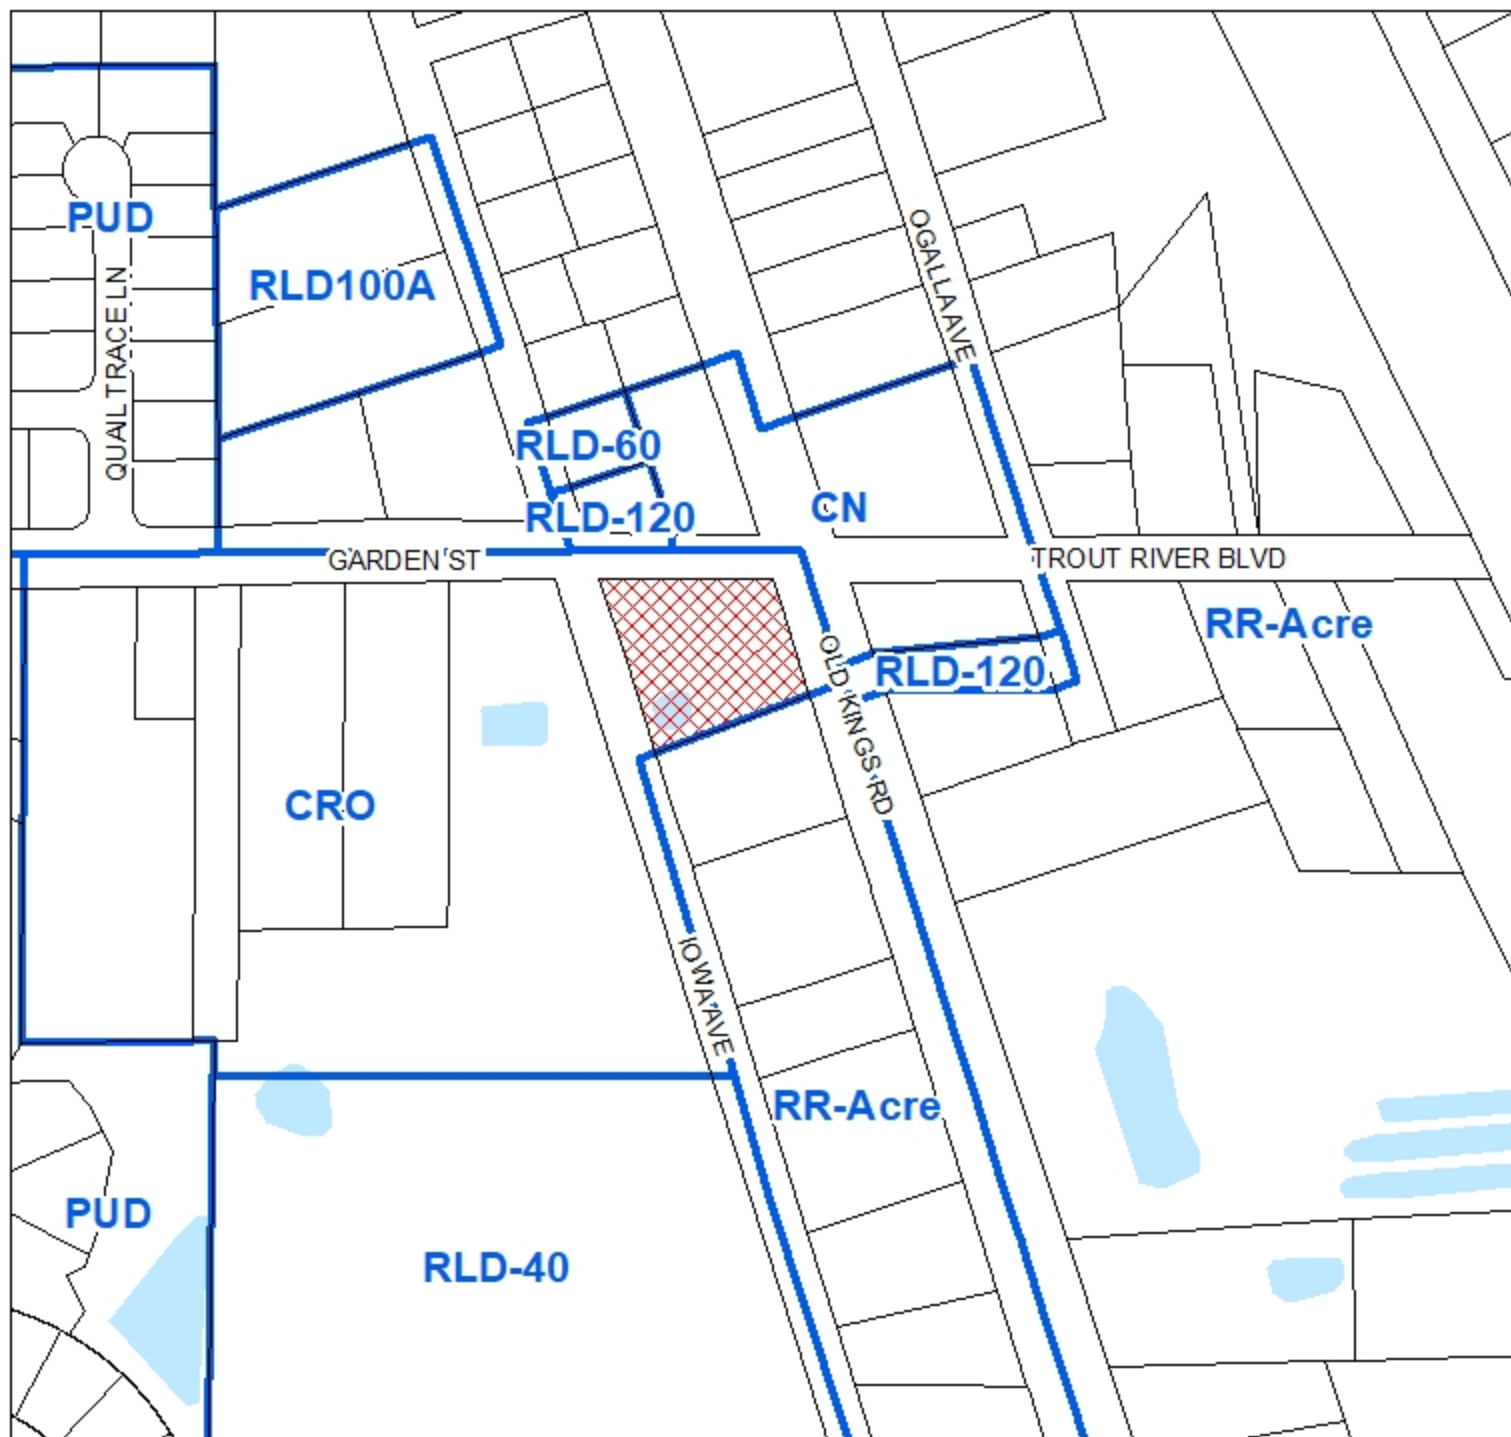 PUD
RLD100A
OGALLA AVE
QUAIL TRACE LN
RLD-60
CN
RLD-120
GARDEN ST
TROUT RIVER BLVD
RR-Acre
RLD-120
OLD KINGS RD
CRO
IOWA AVE
RR-Acre
PUD
RLD-40